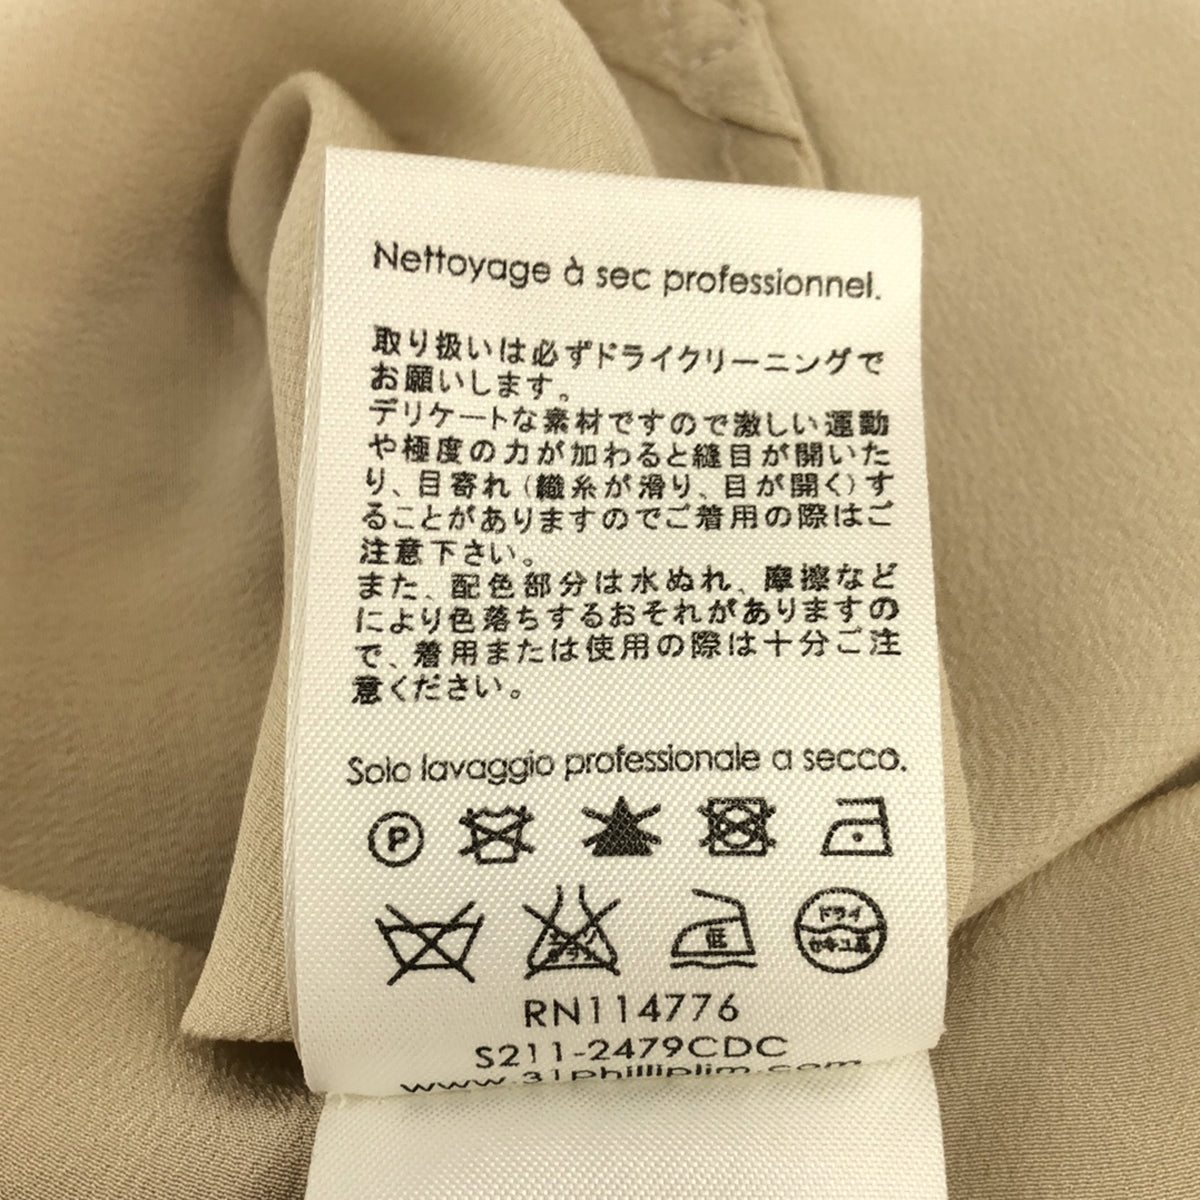 Nettoyage à sec professionnel.
取り扱いは必ずドライクリーニングで
お願いします。
デリケートな素材ですので激しい運動
や極度の力が加わると縫目が開いた
り、目寄れ(織糸が滑り、目が開く)す
ることがありますのでご着用の際はご
注意下さい。
また、配色部分は水ぬれ、摩擦など
により色落ちするおそれがありますの
で、着用または使用の際は十分ご注
意ください。
Solo lavaggio professionale a secco.
P
低
ドライ
セキユ系
RN114776
S211-2479CDC
www.31philliplim.com